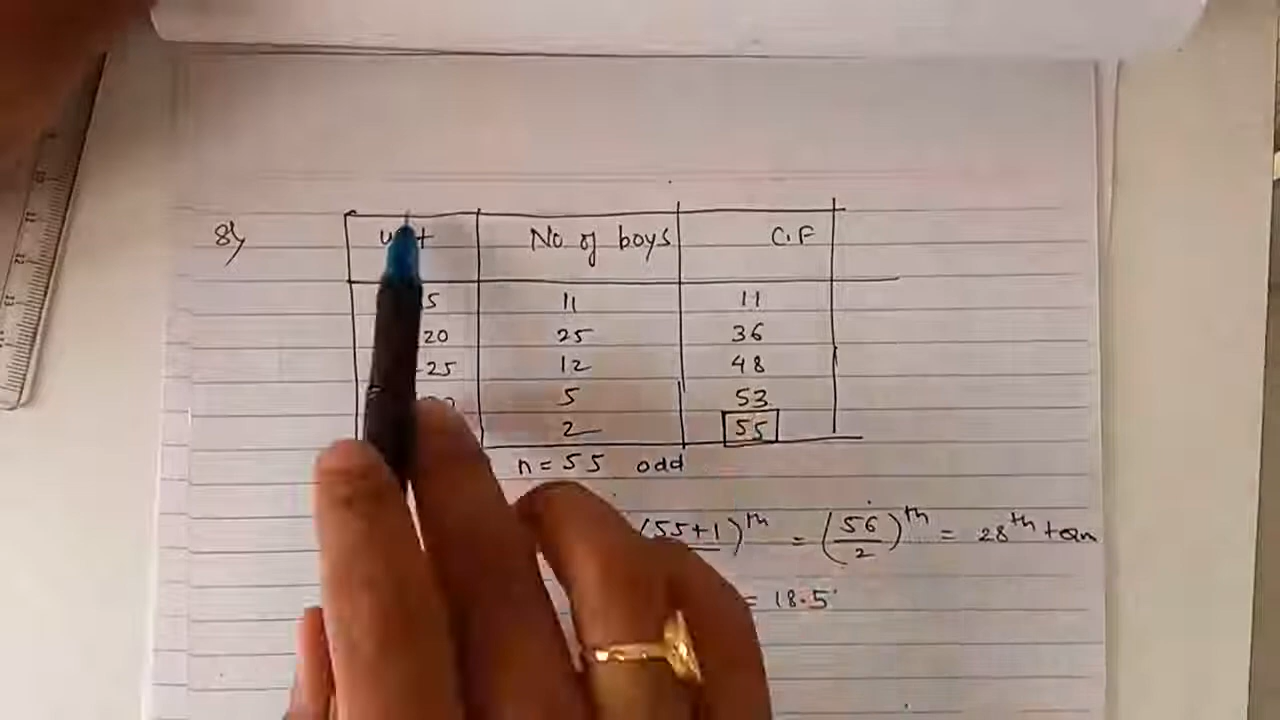 8) No of boys C.F
5 11 11
20 25 36
-25 12 48
5 53
2 55
n = 55 odd
(55+1)th = (56/2)th = 28th
= 18.5